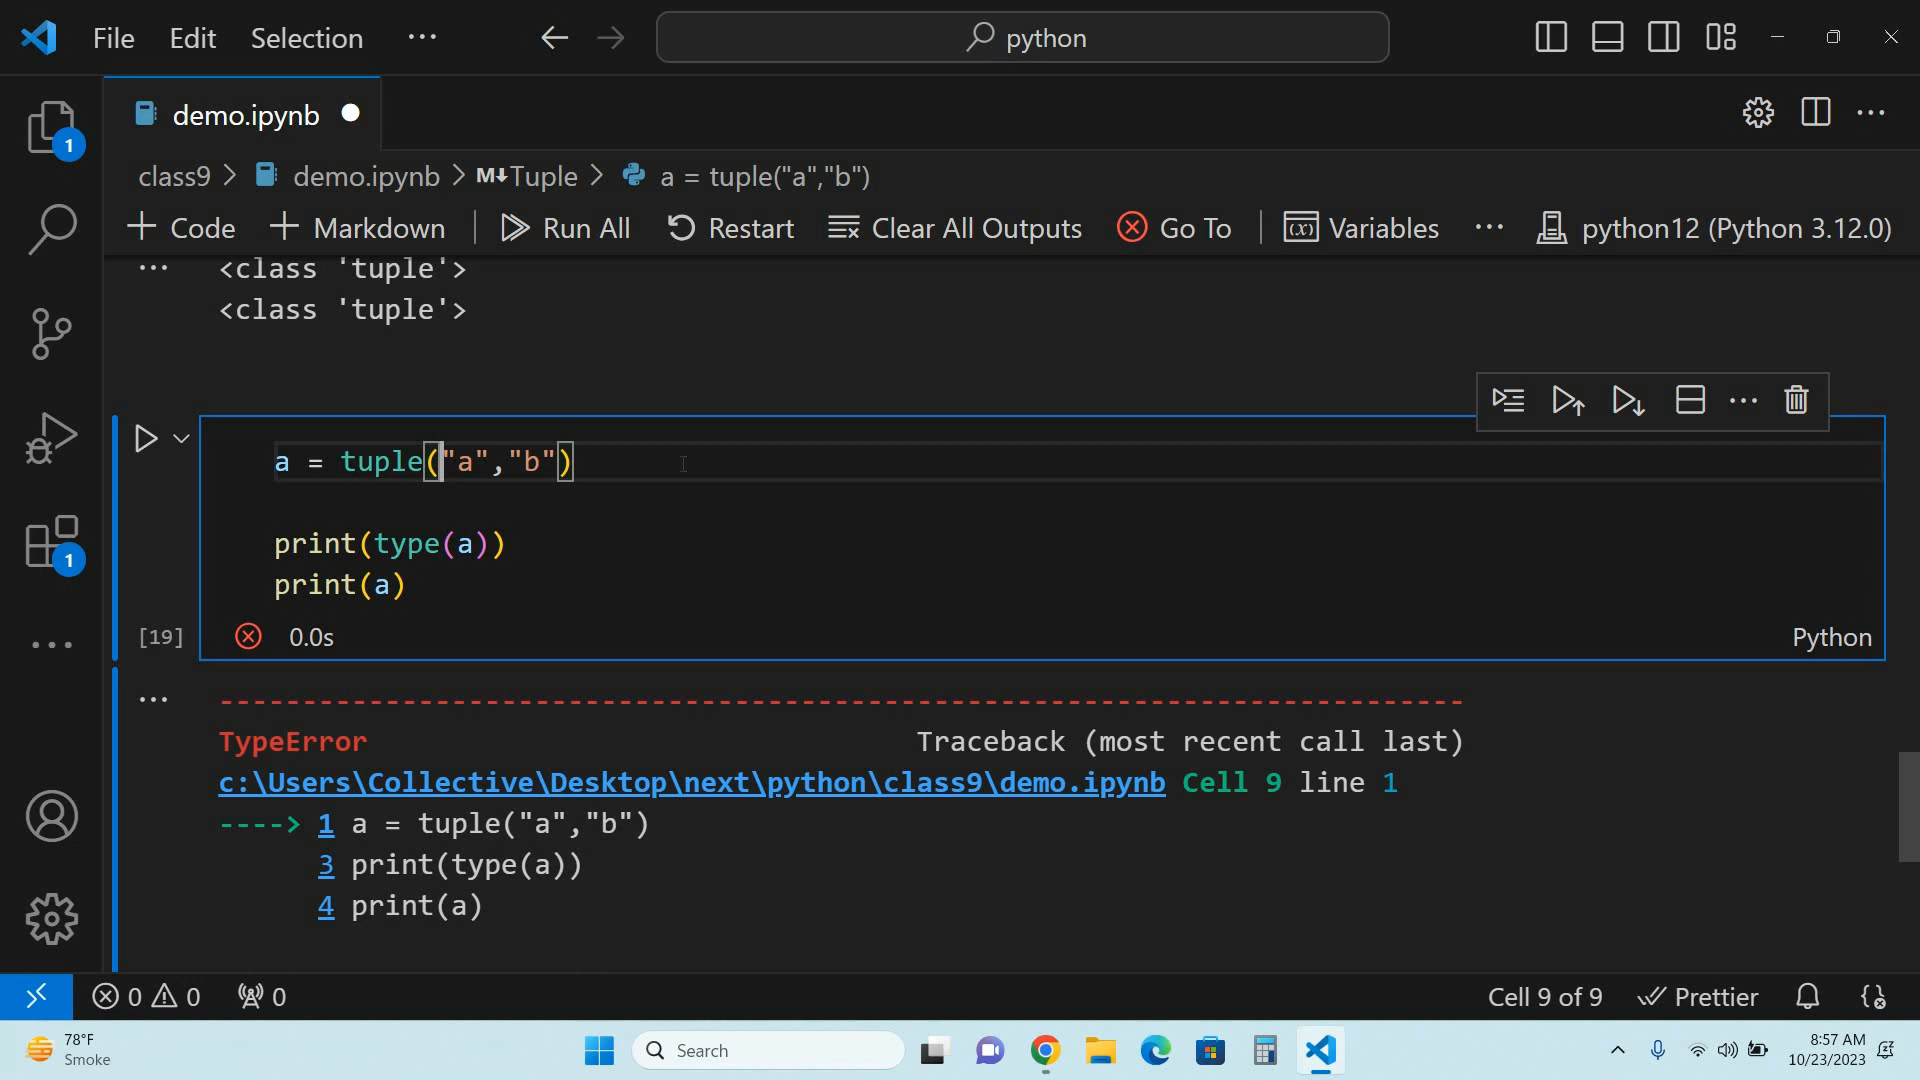 File Edit Selection ··· python
demo.ipynb
1
class9 > demo.ipynb > M↓Tuple > a = tuple("a","b")
+ Code + Markdown | Run All Restart Clear All Outputs Go To | (x) Variables ··· python12 (Python 3.12.0)
··· <class 'tuple'>
<class 'tuple'>
a = tuple("a","b")
print(type(a))
1
print(a)
[19] 0.0s Python
--------------------------------------------------------------------------- 
TypeError Traceback (most recent call last)
c:\Users\Collective\Desktop\next\python\class9\demo.ipynb Cell 9 line 1
----> 1 a = tuple("a","b")
3 print(type(a))
4 print(a)
0 0 0 Cell 9 of 9 Prettier
78°F
Smoke
Search
8:57 AM
10/23/2023